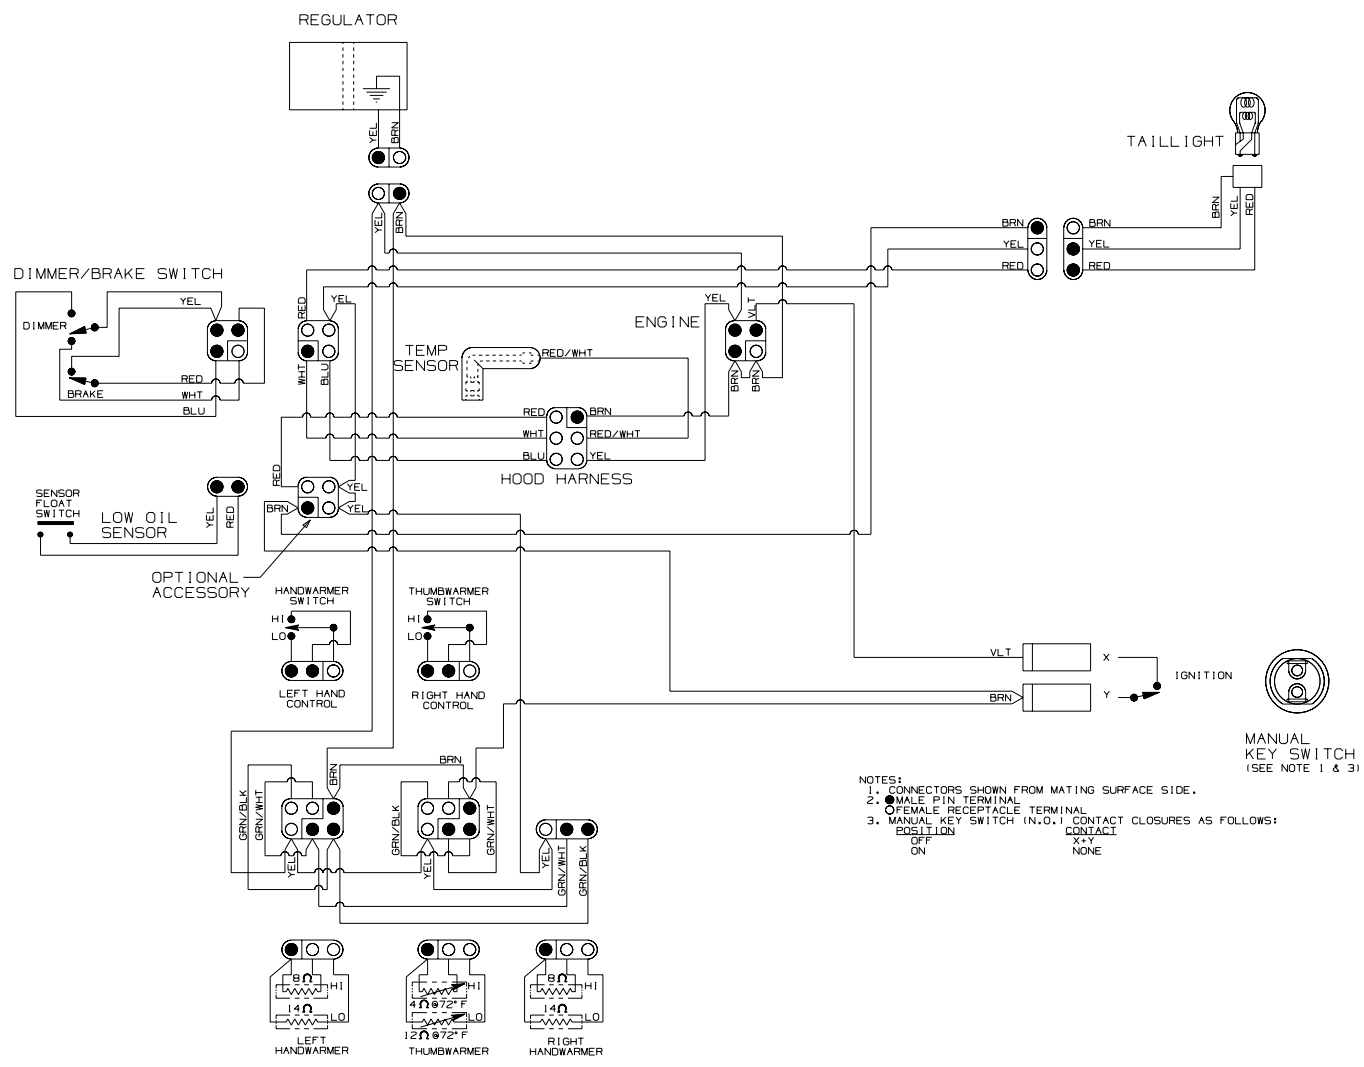 REGULATOR
YEL
BRN
TAILLIGHT
YEL
BRN
BRN
YEL
RED
BRN
BRN
YEL
YEL
RED
RED
DIMMER/BRAKE SWITCH
YEL
DIMMER
RED
WHT
BLU
BRAKE
RED
YEL
WHT
BLU
YEL
VLT
ENGINE
BRN
BRN
TEMP
SENSOR
RED/WHT
RED
BRN
WHT
RED/WHT
BLU
YEL
HOOD HARNESS
SENSOR
FLOAT
SWITCH
LOW OIL
SENSOR
YEL
RED
RED
YEL
BRN
YEL
OPTIONAL
ACCESSORY
HANDWARMER
SWITCH
HI
LO
LEFT HAND
CONTROL
THUMBWARMER
SWITCH
HI
LO
RIGHT HAND
CONTROL
VLT
X
BRN
Y
IGNITION
MANUAL
KEY SWITCH
(SEE NOTE 1 & 3)
BRN
BRN
GRN/BLK
GRN/WHT
YEL
GRN/BLK
GRN/WHT
YEL
YEL
GRN/WHT
GRN/BLK
NOTES:
1. CONNECTORS SHOWN FROM MATING SURFACE SIDE.
2. ●MALE PIN TERMINAL
○FEMALE RECEPTACLE TERMINAL
3. MANUAL KEY SWITCH (N.O.) CONTACT CLOSURES AS FOLLOWS:
POSITION CONTACT
OFF X+Y
ON NONE
8Ω
HI
14Ω
LO
LEFT
HANDWARMER
HI
4Ω@72°F
LO
12Ω@72°F
THUMBWARMER
8Ω
HI
14Ω
LO
RIGHT
HANDWARMER